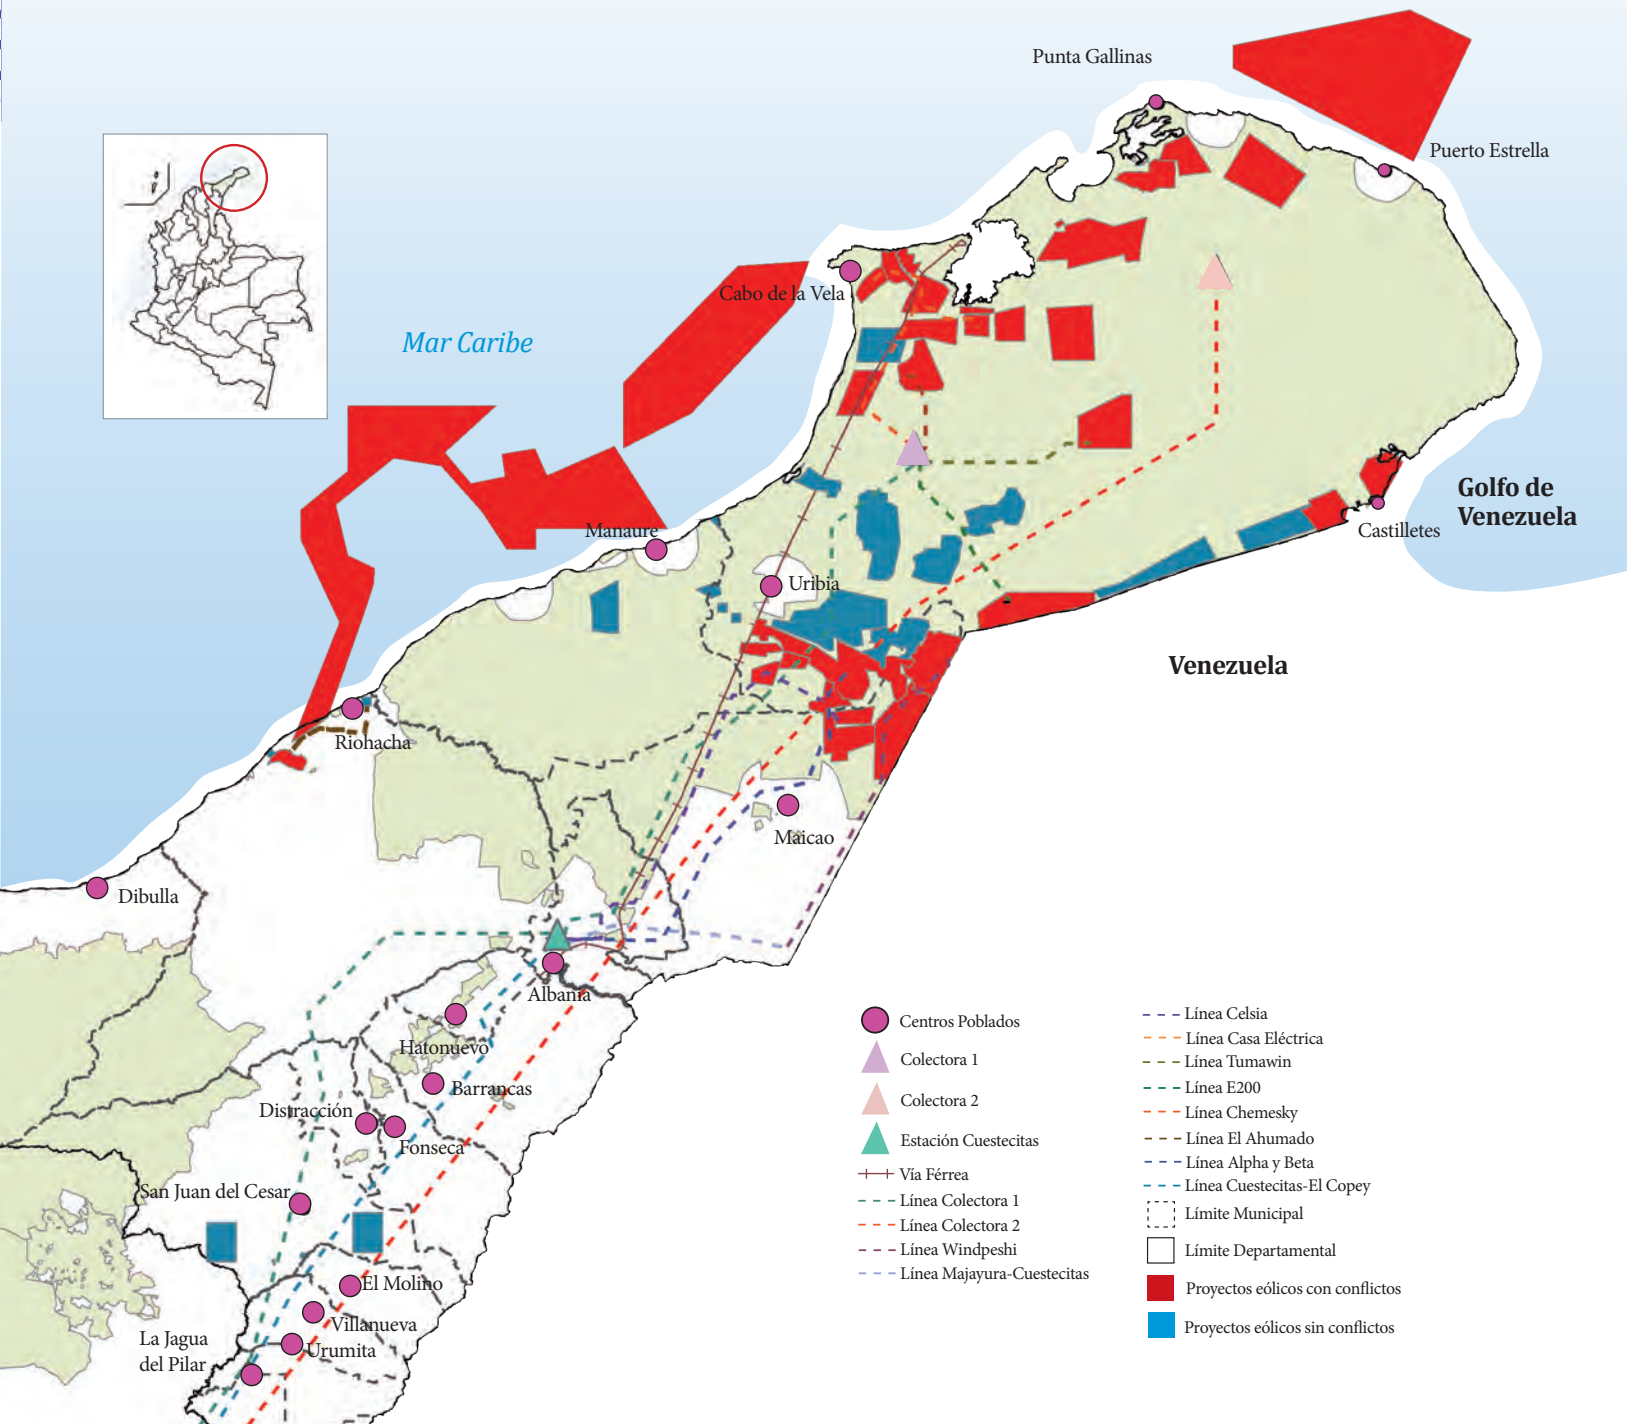 Punta Gallinas
Puerto Estrella
Cabo de la Vela
Mar Caribe
Golfo de
Venezuela
Castilletes
Manaure
Uribia
Venezuela
Riohacha
Maicao
Dibulla
Albania
Hatonuevo
Barrancas
Distracción
Fonseca
San Juan del Cesar
El Molino
Villanueva
La Jagua
del Pilar
Urumita
Centros Poblados
Colectora 1
Colectora 2
Estación Cuestecitas
Vía Férrea
Línea Colectora 1
Línea Colectora 2
Línea Windpeshi
Línea Majayura-Cuestecitas
Línea Celsia
Línea Casa Eléctrica
Línea Tumawin
Línea E200
Línea Chemesky
Línea El Ahumado
Línea Alpha y Beta
Línea Cuestecitas-El Copey
Límite Municipal
Límite Departamental
Proyectos eólicos con conflictos
Proyectos eólicos sin conflictos